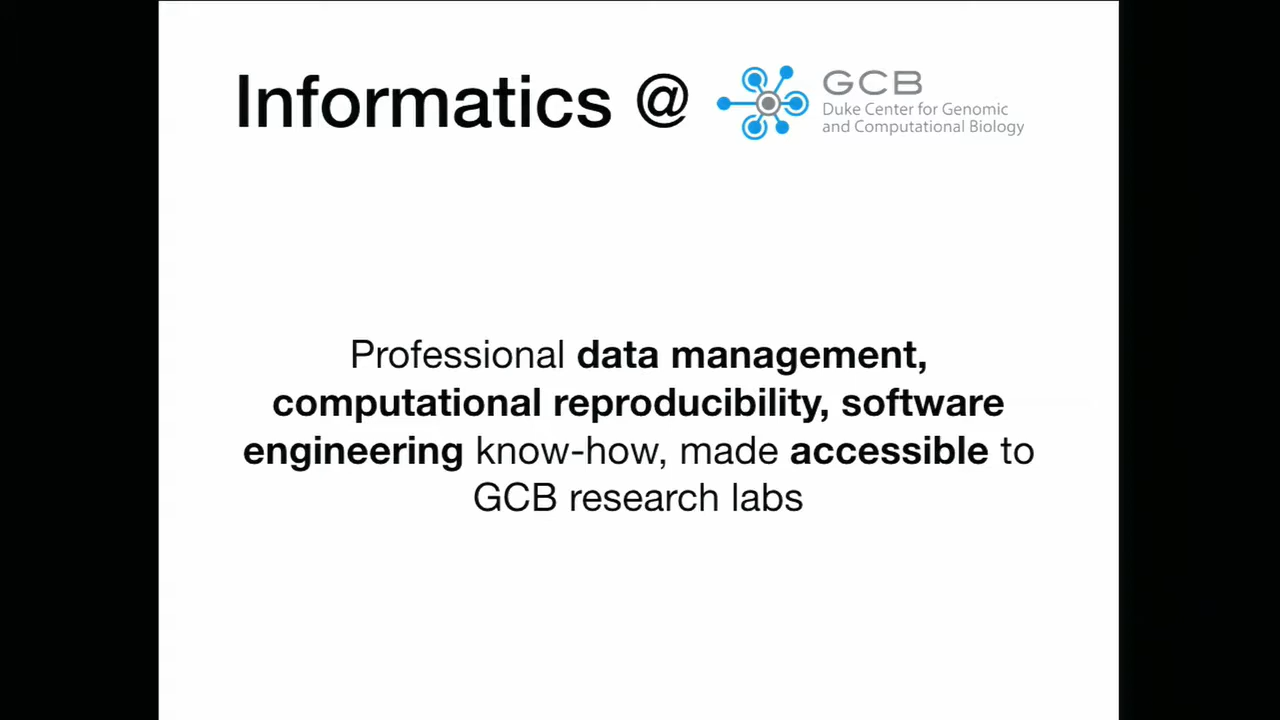 Informatics @
GCB
Duke Center for Genomic
and Computational Biology
Professional data management,
computational reproducibility, software
engineering know-how, made accessible to
GCB research labs